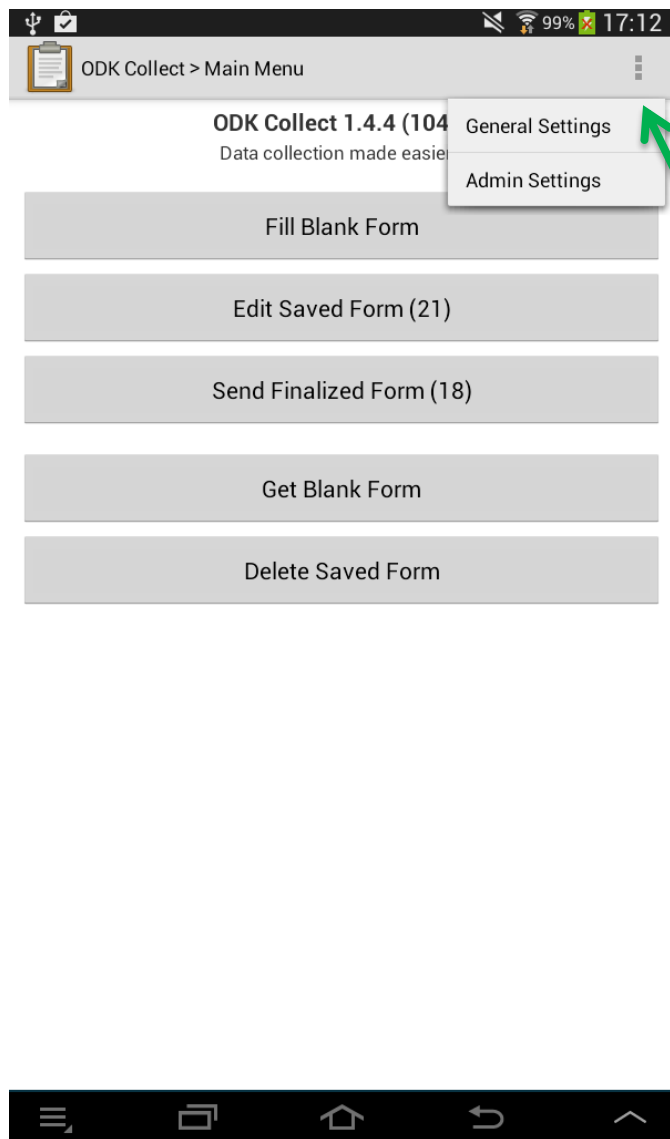 99% 17:12
ODK Collect > Main Menu
ODK Collect 1.4.4 (104
General Settings
Data collection made easie
Admin Settings
Fill Blank Form
Edit Saved Form (21)
Send Finalized Form (18)
Get Blank Form
Delete Saved Form